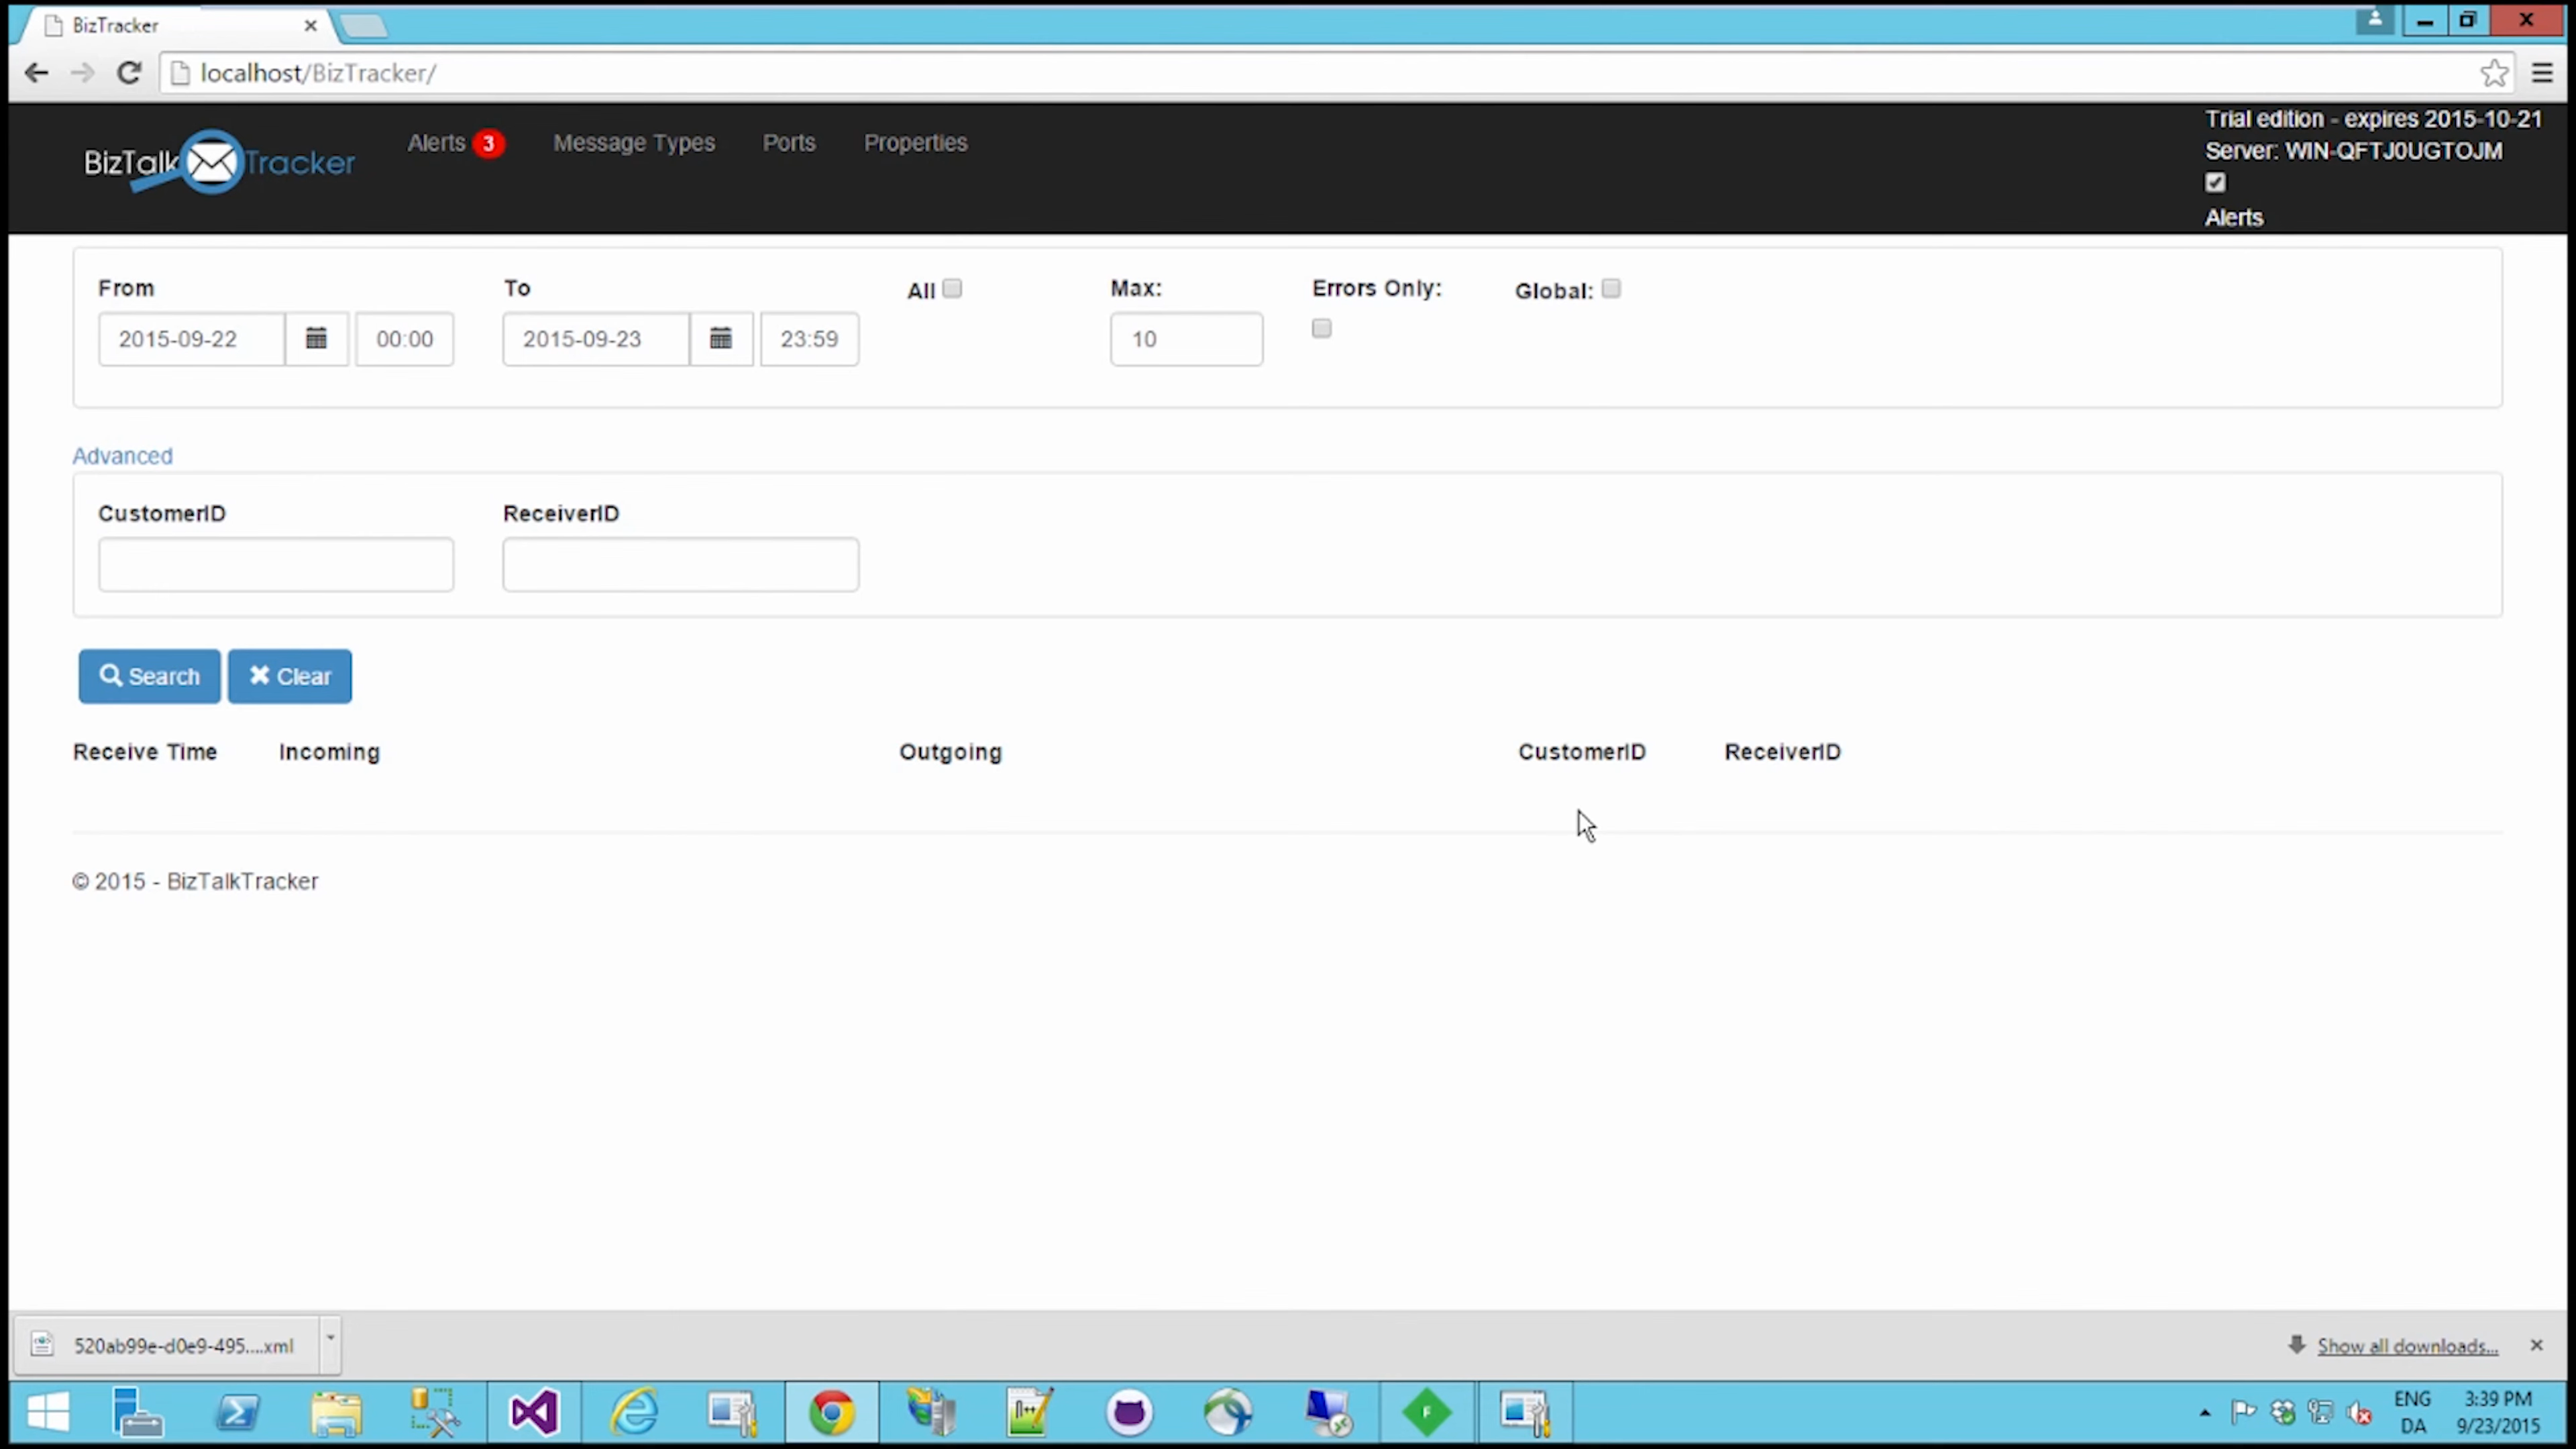 BizTracker
localhost/BizTracker/
BizTalk Tracker
Alerts 3 Message Types Ports Properties
Trial edition - expires 2015-10-21
Server: WIN-QFTJ0UGTOJM
Alerts
From To All Max: Errors Only: Global:
2015-09-22 00:00 2015-09-23 23:59 10
Advanced
CustomerID ReceiverID
Search Clear
Receive Time Incoming Outgoing CustomerID ReceiverID
© 2015 - BizTalkTracker
520ab99e-d0e9-495....xml
Show all downloads...
ENG 3:39 PM
DA 9/23/2015